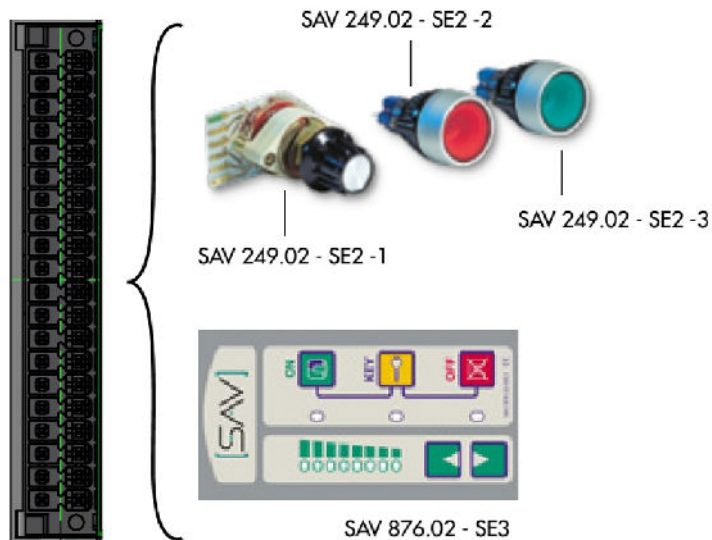 SAV 249.02 - SE2 -2
SAV 249.02 - SE2 -3
SAV 249.02 - SE2 -1
[SAV]
ON
KEY
OFF
SAV 876.02 - SE3